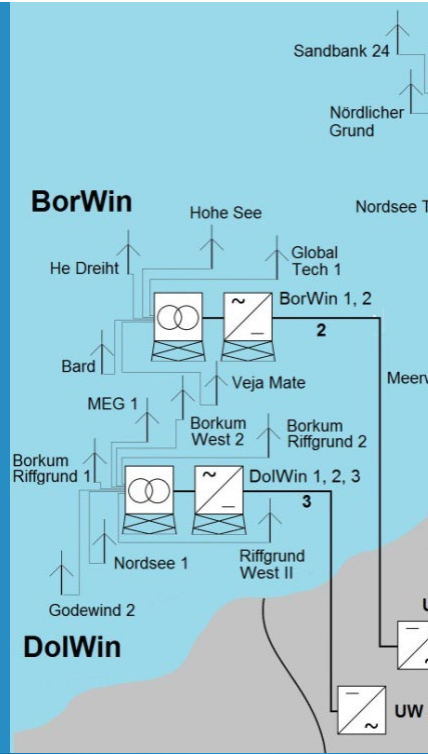 Sandbank 24
Nördlicher
Grund
BorWin
Hohe See
Nordsee
He Dreiht
Global
Tech 1
BorWin 1, 2
2
Bard
Veja Mate
MEG 1
Borkum
West 2
Borkum
Riffgrund 2
Borkum
Riffgrund 1
DolWin 1, 2, 3
3
Nordsee 1
Riffgrund
West II
Godewind 2
DolWin
UW